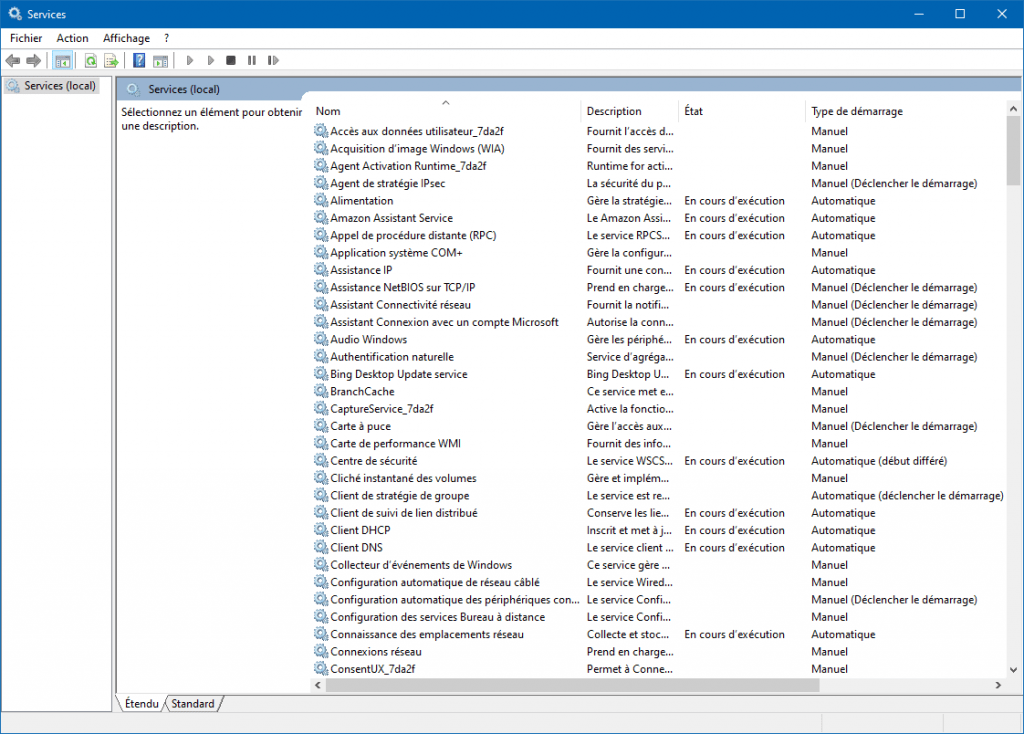 Services
Fichier Action Affichage ?
Services (local)
Services (local)
Sélectionnez un élément pour obtenir
une description.
Nom Description État Type de démarrage
Accès aux données utilisateur_7da2f Fournit l'accès d... Manuel
Acquisition d'image Windows (WIA) Fournit des servi... Manuel
Agent Activation Runtime_7da2f Runtime for acti... Manuel
Agent de stratégie IPsec La sécurité du p... Manuel (Déclencher le démarrage)
Alimentation Gère la stratégie... En cours d'exécution Automatique
Amazon Assistant Service Le Amazon Assi... En cours d'exécution Automatique
Appel de procédure distante (RPC) Le service RPCS... En cours d'exécution Automatique
Application système COM+ Gère la configur... Manuel
Assistance IP Fournit une con... En cours d'exécution Automatique
Assistance NetBIOS sur TCP/IP Prend en charge... En cours d'exécution Manuel (Déclencher le démarrage)
Assistant Connectivité réseau Fournit la notifi... Manuel (Déclencher le démarrage)
Assistant Connexion avec un compte Microsoft Autorise la conn... Manuel (Déclencher le démarrage)
Audio Windows Gère les périphé... En cours d'exécution Automatique
Authentification naturelle Service d'agréga... Manuel (Déclencher le démarrage)
Bing Desktop Update service Bing Desktop U... En cours d'exécution Automatique
BranchCache Ce service met e... Manuel
CaptureService_7da2f Active la fonctio... Manuel
Carte à puce Gère l'accès aux... Manuel (Déclencher le démarrage)
Carte de performance WMI Fournit des info... Manuel
Centre de sécurité Le service WSCS... En cours d'exécution Automatique (début différé)
Cliché instantané des volumes Gère et implém... Manuel
Client de stratégie de groupe Le service est re... Automatique (déclencher le démarrage)
Client de suivi de lien distribué Conserve les lie... En cours d'exécution Automatique
Client DHCP Inscrit et met à j... En cours d'exécution Automatique
Client DNS Le service client ... En cours d'exécution Automatique
Collecteur d'événements de Windows Ce service gère ... Manuel
Configuration automatique de réseau câblé Le service Wired... Manuel
Configuration automatique des périphériques con... Le service Confi... Manuel (Déclencher le démarrage)
Configuration des services Bureau à distance Le service Confi... Manuel
Connaissance des emplacements réseau Collecte et stoc... En cours d'exécution Automatique
Connexions réseau Prend en charge... Manuel
ConsentUX_7da2f Permet à Conne... Manuel
Étendu Standard